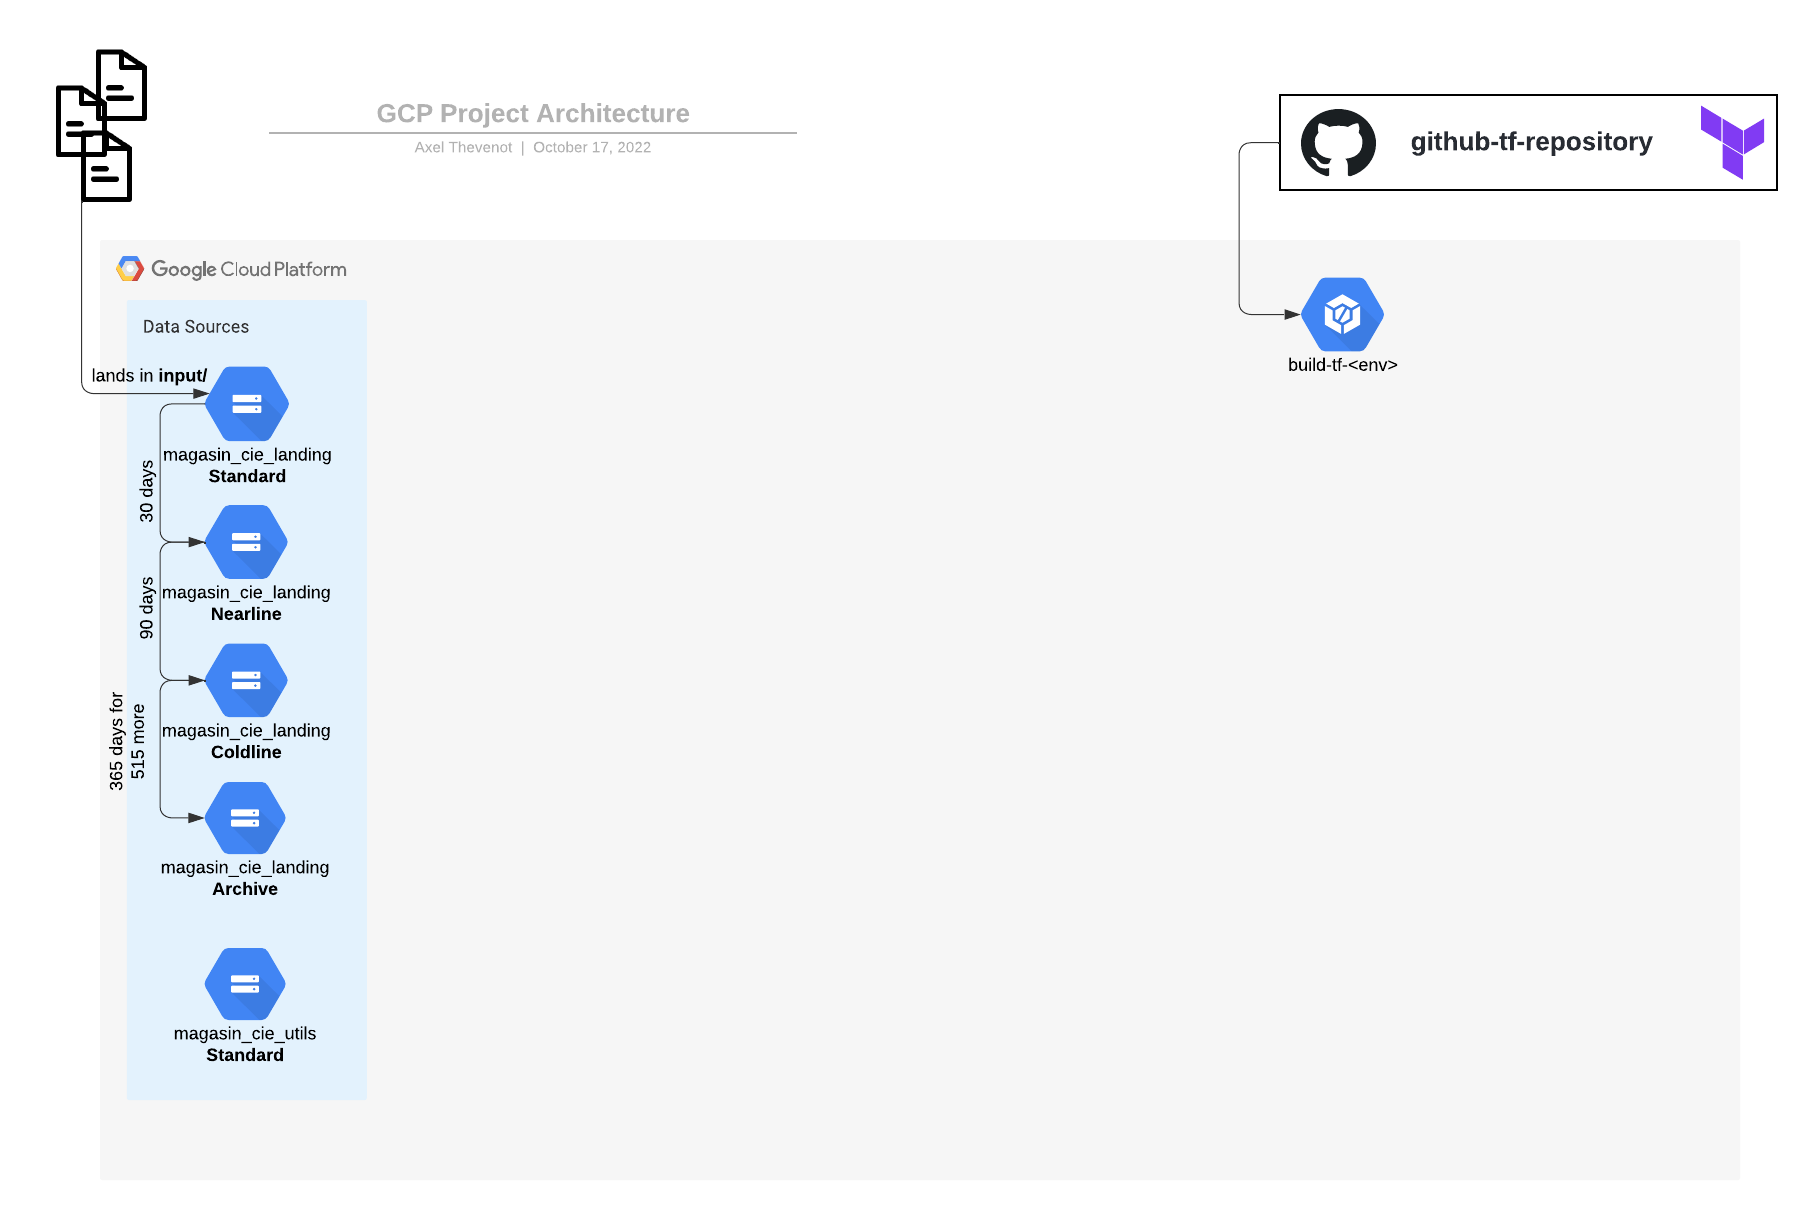 GCP Project Architecture
Axel Thevenot | October 17, 2022
github-tf-repository
Google Cloud Platform
Data Sources
build-tf-<env>
lands in input/
magasin_cie_landing
Standard
30 days
magasin_cie_landing
Nearline
90 days
magasin_cie_landing
Coldline
365 days for
515 more
magasin_cie_landing
Archive
magasin_cie_utils
Standard